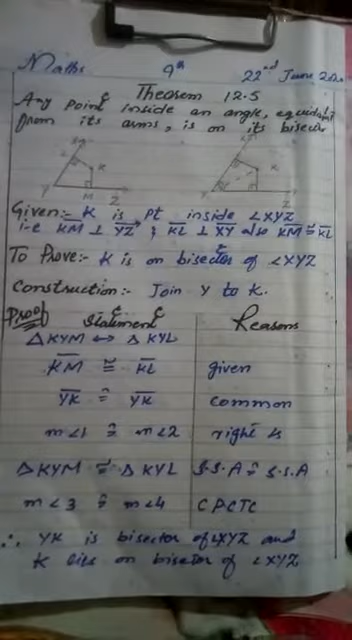 Maths 9th 22nd June
Theorem 12.5
Any point inside an angle, equidistant
from its arms, is on its bisector
X L K Y M Z
X L K Y M Z
Given:- K is pt inside ∠XYZ
i-e KM ⊥ YZ ; KL ⊥ XY also KM ≅ KL
To Prove:- K is on bisector of ∠XYZ
Construction:- Join Y to K.
Proof Statement Reasons
ΔKYM ↔ ΔKYL
KM ≅ KL given
YK ≅ YK common
m∠1 ≅ m∠2 right ∠s
ΔKYM ≅ ΔKYL S.S.A ≅ S.S.A
m∠3 ≅ m∠4 CPCTC
∴ YK is bisector of ∠XYZ and
K lies on bisector of ∠XYZ